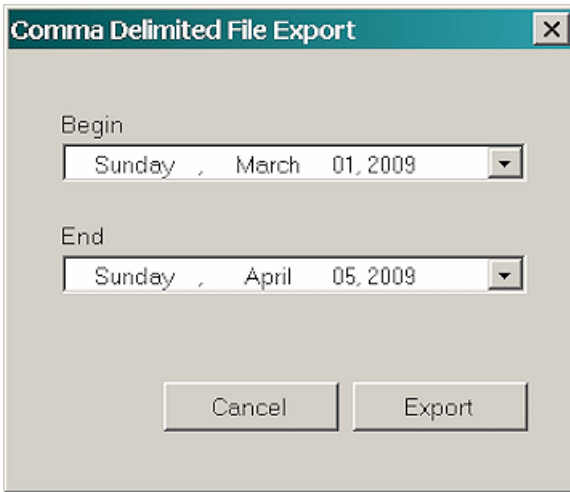 Comma Delimited File Export
Begin
Sunday , March 01, 2009
End
Sunday , April 05, 2009
Cancel Export